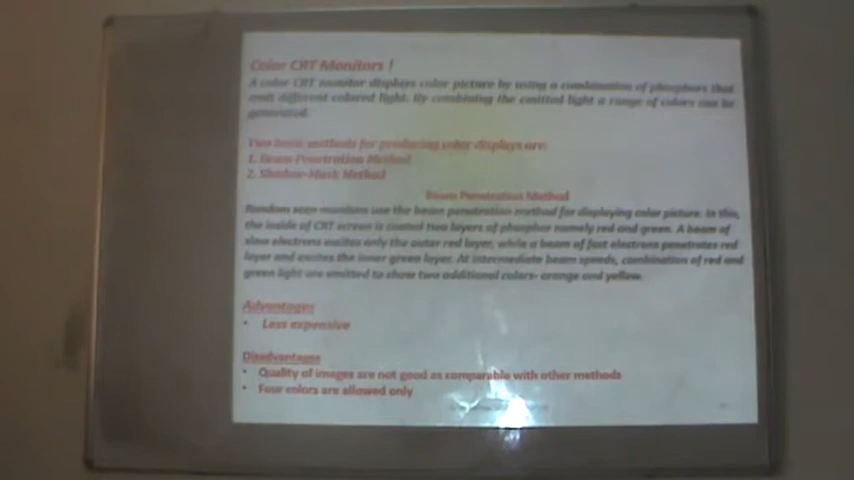 Color CRT Monitors !
A color CRT monitor displays color picture by using a combination of phosphors that
emit different colored light. By combining the emitted light a range of colors can be
generated.
Two basic methods for producing color displays are:
1. Beam Penetration Method
2. Shadow-Mask Method
Beam Penetration Method
Random scan monitors use the beam penetration method for displaying color picture. In this,
the inside of CRT screen is coated two layers of phosphor namely red and green. A beam of
slow electrons excites only the outer red layer, while a beam of fast electrons penetrates red
layer and excites the inner green layer. At intermediate beam speeds, combination of red and
green light are emitted to show two additional colors- orange and yellow.
Advantages
• Less expensive
Disadvantages
• Quality of images are not good as comparable with other methods
• Four colors are allowed only